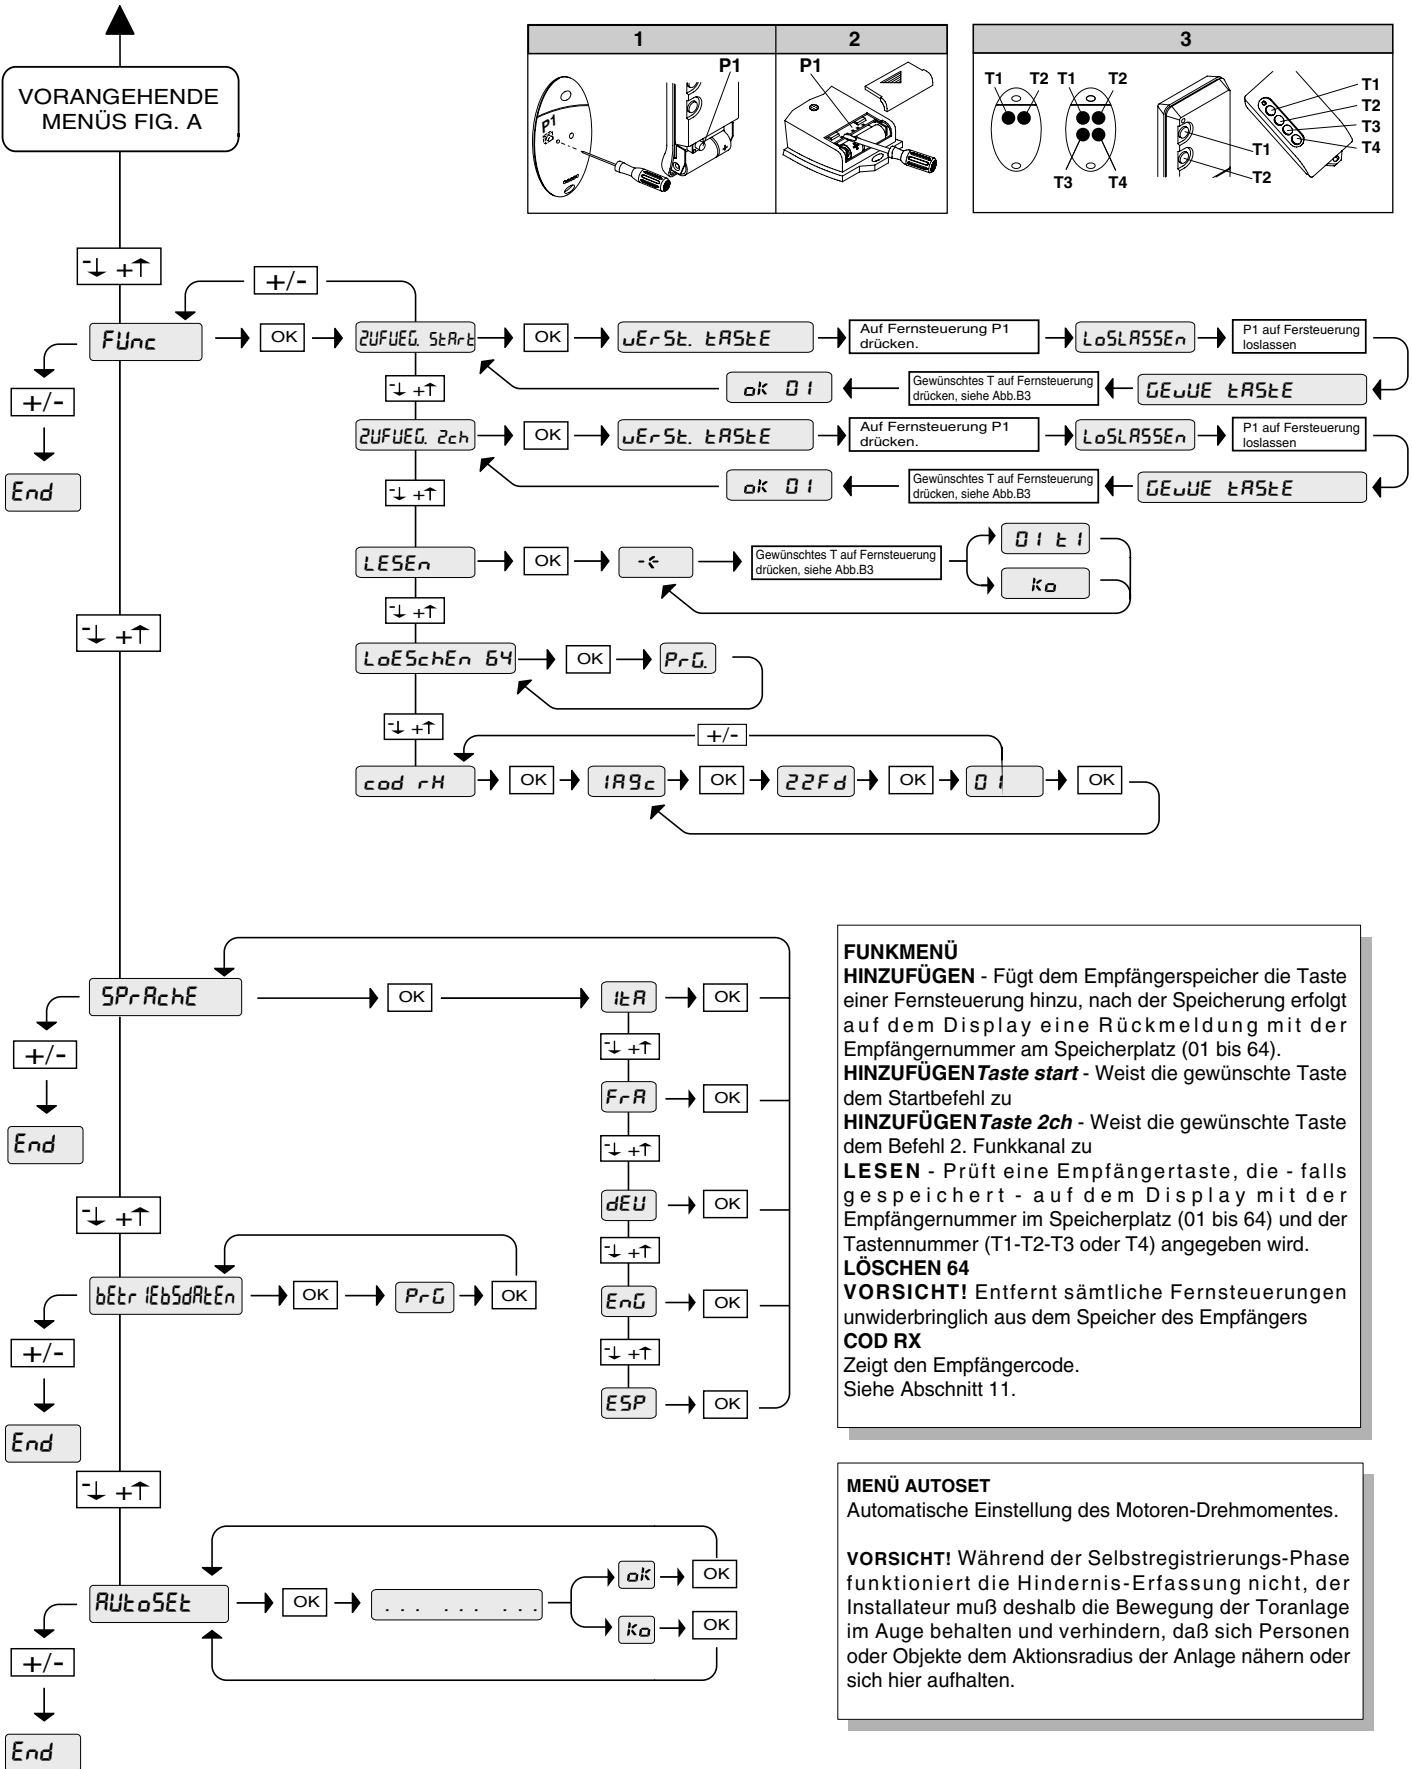 VORANGEHENDE
MENÜS FIG. A
1
2
P1
P1
P1
3
T1 T2 T1 T2
T3 T4
T1
T2
T1
T2
T3
T4
-↓ +↑
+/-
FUnc
OK
ZUFUEG. StArt
OK
vErSt. tAStE
Auf Fernsteuerung P1
drücken.
LoSLASSEn
P1 auf Fersteuerung
loslassen
+/-
End
-↓ +↑
oK 01
Gewünschtes T auf Fernsteuerung
drücken, siehe Abb.B3
GEwUE tAStE
ZUFUEG. 2ch
OK
vErSt. tAStE
Auf Fernsteuerung P1
drücken.
LoSLASSEn
P1 auf Fersteuerung
loslassen
-↓ +↑
oK 01
Gewünschtes T auf Fernsteuerung
drücken, siehe Abb.B3
GEwUE tAStE
LESEn
OK
-<-
Gewünschtes T auf Fernsteuerung
drücken, siehe Abb.B3
01 t1
Ko
-↓ +↑
-↓ +↑
LoESchEn 64
OK
PrG.
-↓ +↑
+/-
cod rH
OK
1A9c
OK
22Fd
OK
01
OK
SPrAchE
OK
ItA
OK
+/-
End
-↓ +↑
FrA
OK
-↓ +↑
dEU
OK
-↓ +↑
-↓ +↑
bEtrIEbSdAtEn
OK
PrG
OK
EnG
OK
+/-
End
-↓ +↑
ESP
OK
-↓ +↑
AUtoSEt
OK
... ... ...
oK
OK
Ko
OK
+/-
End
FUNKMENÜ
HINZUFÜGEN - Fügt dem Empfängerspeicher die Taste
einer Fernsteuerung hinzu, nach der Speicherung erfolgt
auf dem Display eine Rückmeldung mit der
Empfängernummer am Speicherplatz (01 bis 64).
HINZUFÜGEN Taste start - Weist die gewünschte Taste
dem Startbefehl zu
HINZUFÜGEN Taste 2ch - Weist die gewünschte Taste
dem Befehl 2. Funkkanal zu
LESEN - Prüft eine Empfängertaste, die - falls
gespeichert - auf dem Display mit der
Empfängernummer im Speicherplatz (01 bis 64) und der
Tastennummer (T1-T2-T3 oder T4) angegeben wird.
LÖSCHEN 64
VORSICHT! Entfernt sämtliche Fernsteuerungen
unwiderbringlich aus dem Speicher des Empfängers
COD RX
Zeigt den Empfängercode.
Siehe Abschnitt 11.
MENÜ AUTOSET
Automatische Einstellung des Motoren-Drehmomentes.
VORSICHT! Während der Selbstregistrierungs-Phase
funktioniert die Hindernis-Erfassung nicht, der
Installateur muß deshalb die Bewegung der Toranlage
im Auge behalten und verhindern, daß sich Personen
oder Objekte dem Aktionsradius der Anlage nähern oder
sich hier aufhalten.